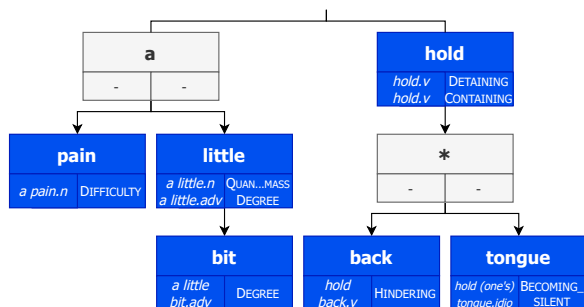 a
- -
hold
hold.v DETAINING
hold.v CONTAINING
pain
a pain.n DIFFICULTY
little
a little.n QUAN...MASS
a little.adv DEGREE
*
- -
bit
a little bit.adv DEGREE
back
hold back.v HINDERING
tongue
hold (one's) BECOMING_
tongue.idio SILENT